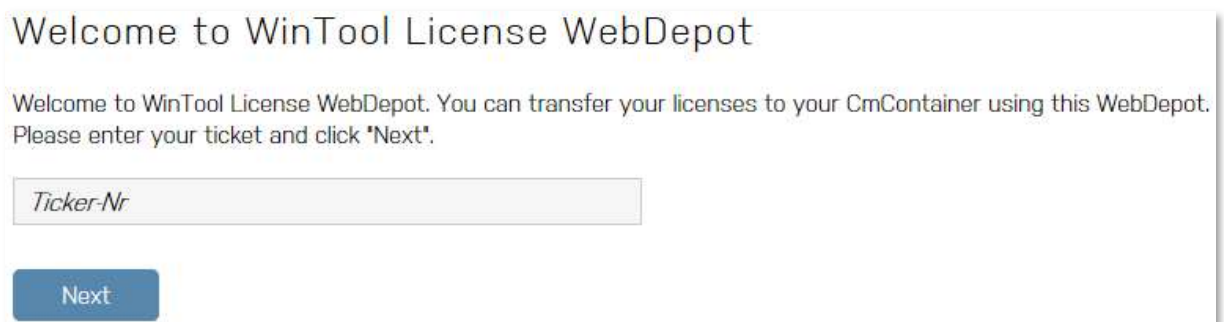 Welcome to WinTool License WebDepot
Welcome to WinTool License WebDepot. You can transfer your licenses to your CmContainer using this WebDepot.
Please enter your ticket and click "Next".
Ticker-Nr
Next